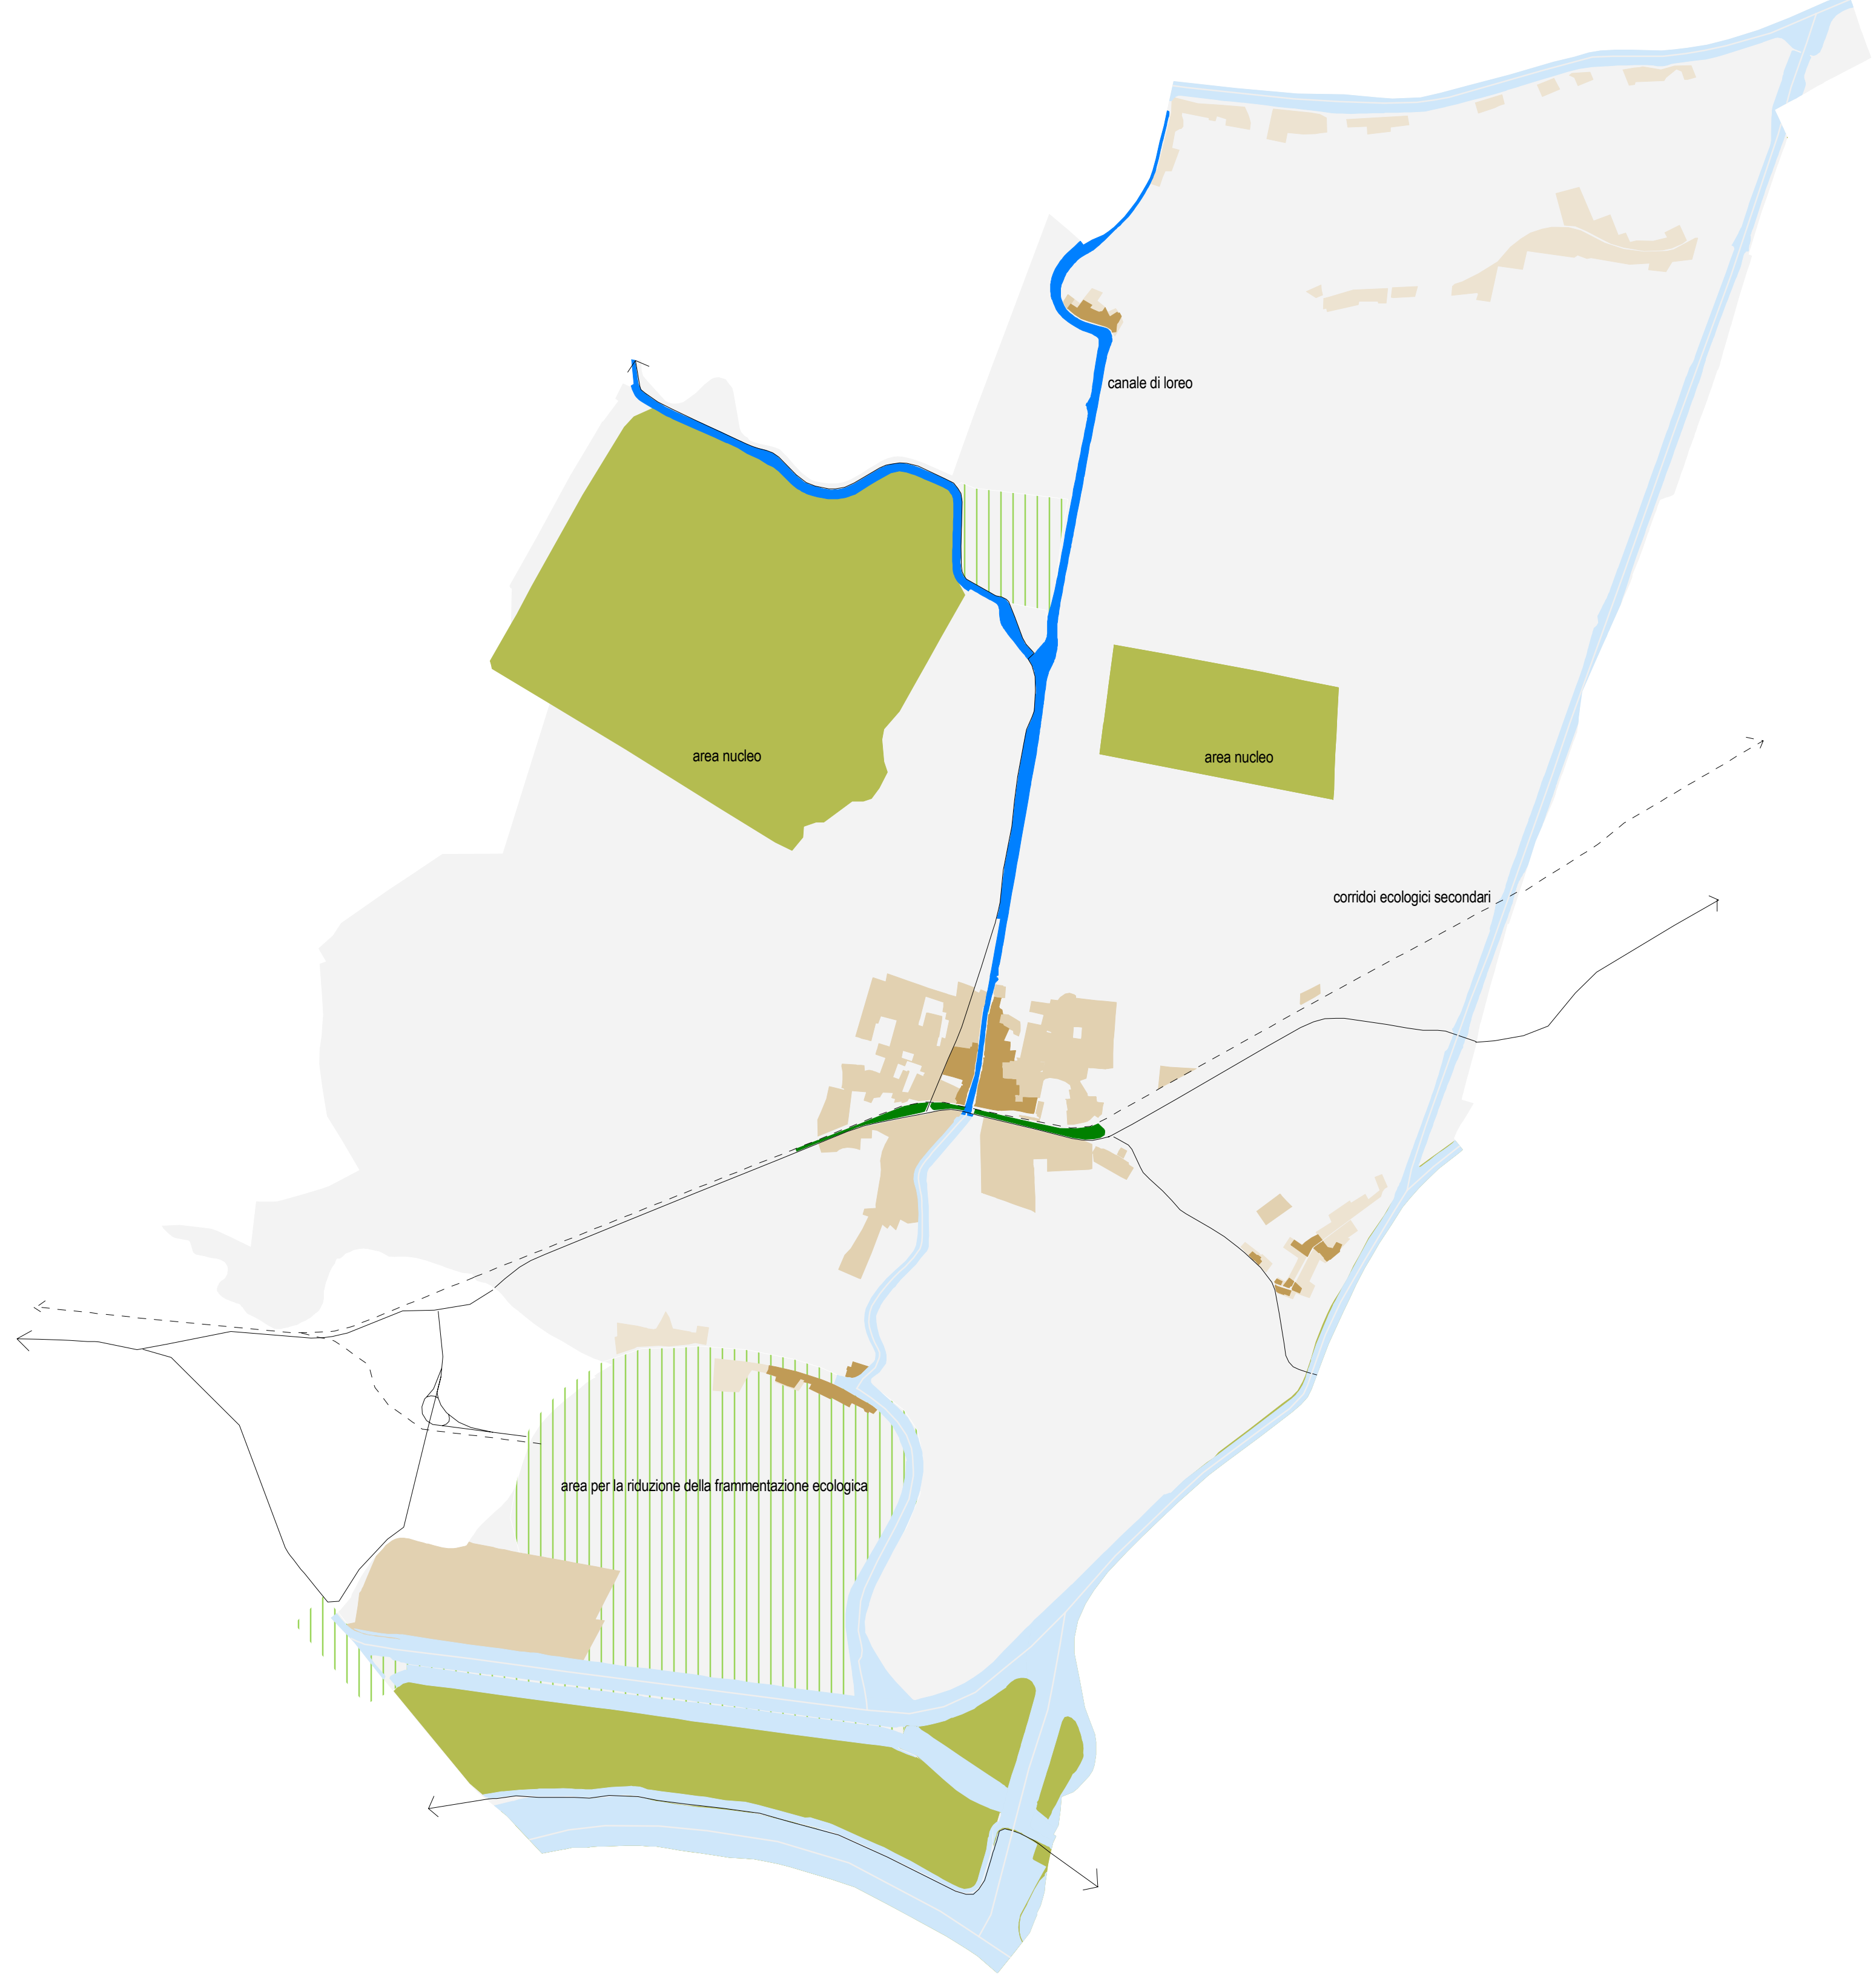 canale di loreo
area nucleo
area nucleo
corridoi ecologici secondari
area per la riduzione della frammentazione ecologica